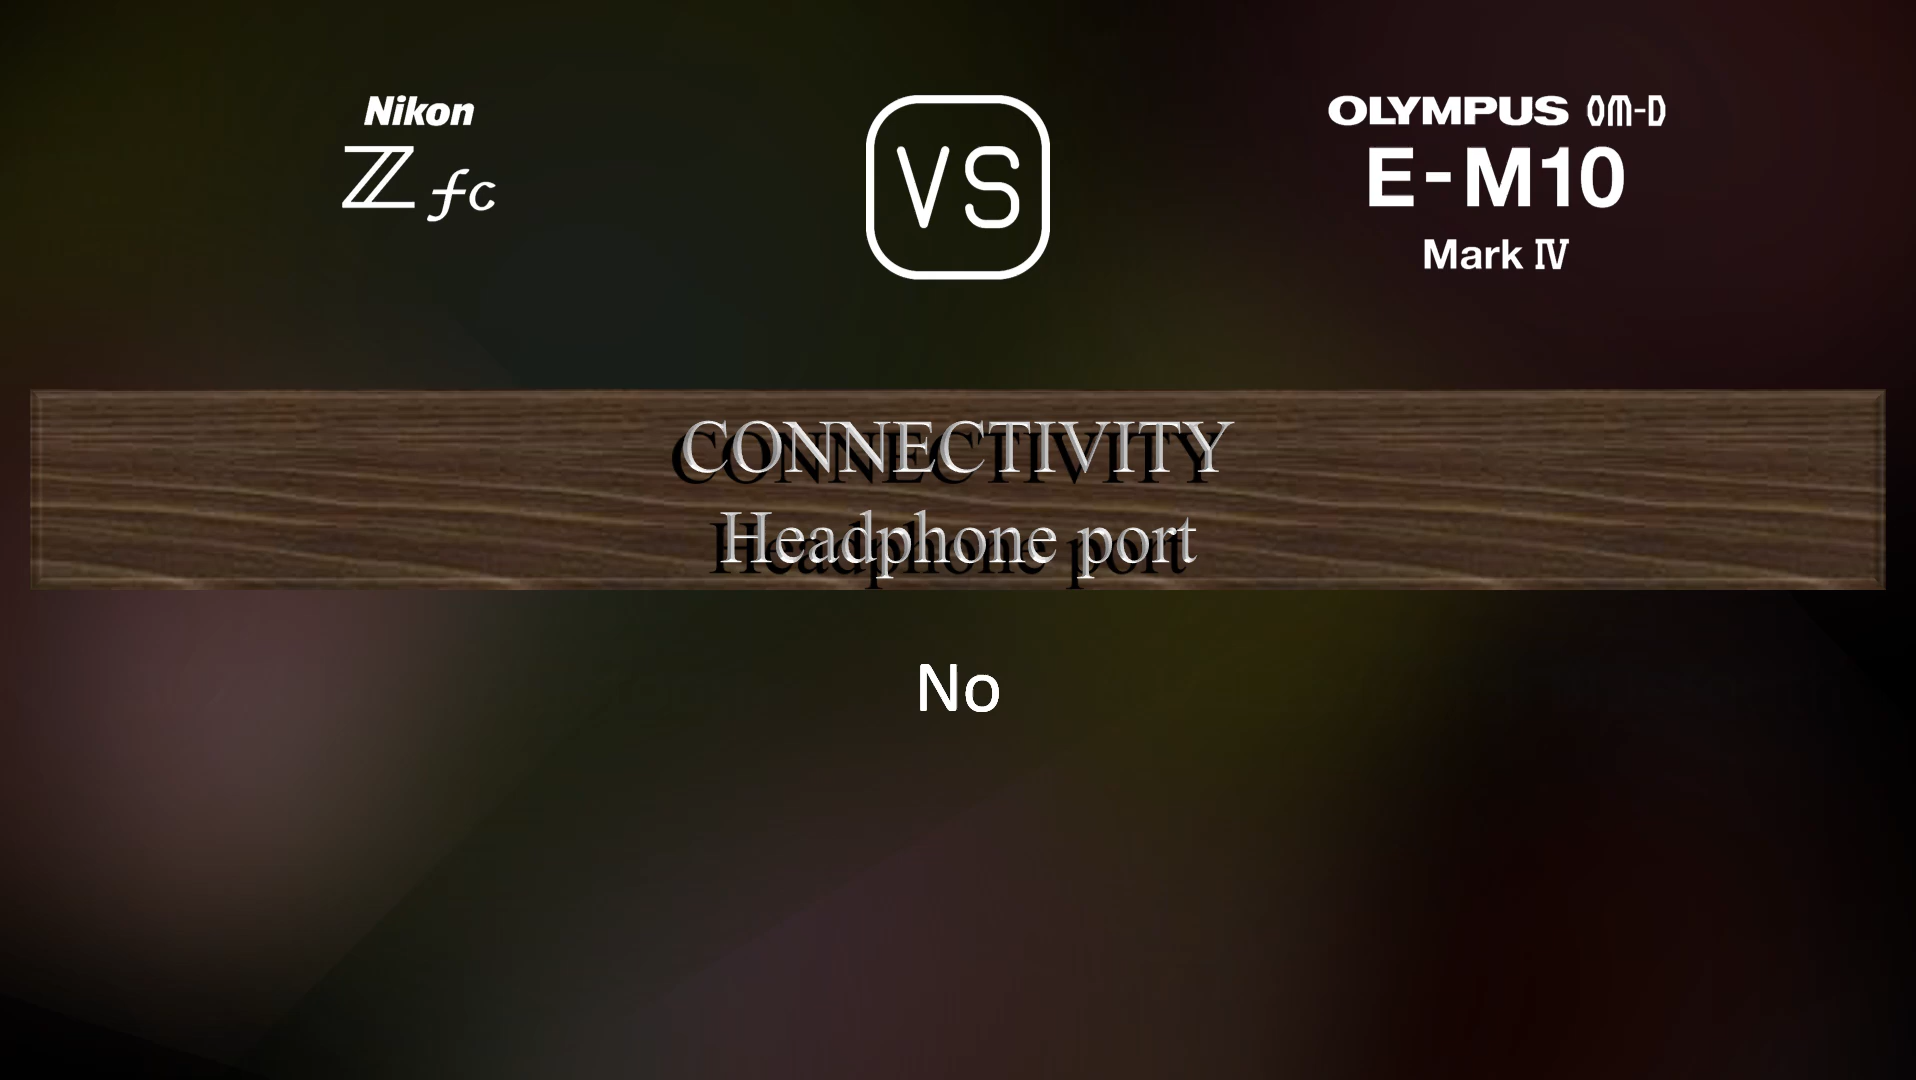 Nikon
Z fc
VS
OLYMPUS OM-D
E-M10
Mark IV
CONNECTIVITY
Headphone port
No